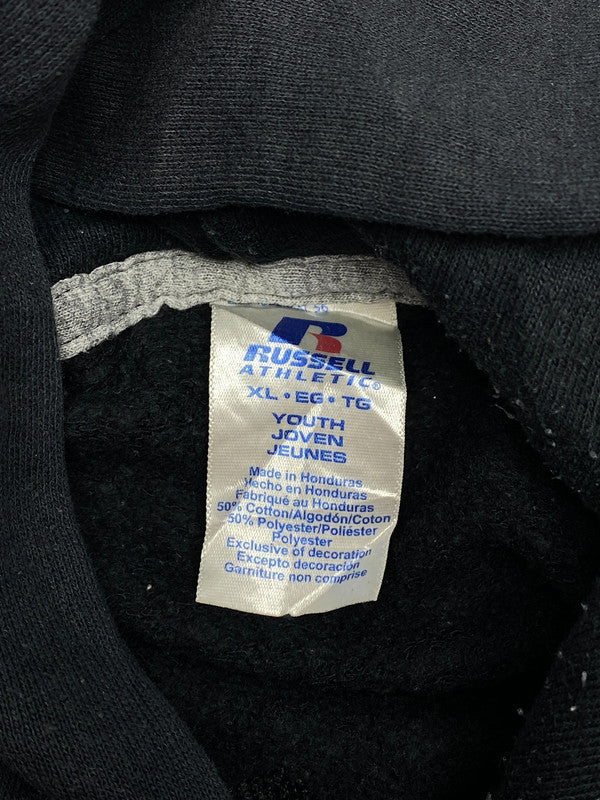 RUSSELL
ATHLETIC®
XL • EG • TG
YOUTH
JOVEN
JEUNES
Made in Honduras
Hecho en Honduras
Fabriqué au Honduras
50% Cotton/Algodón/Coton
50% Polyester/Poliéster
Polyester
Exclusive of decoration
Excepto decoración
Garniture non comprise